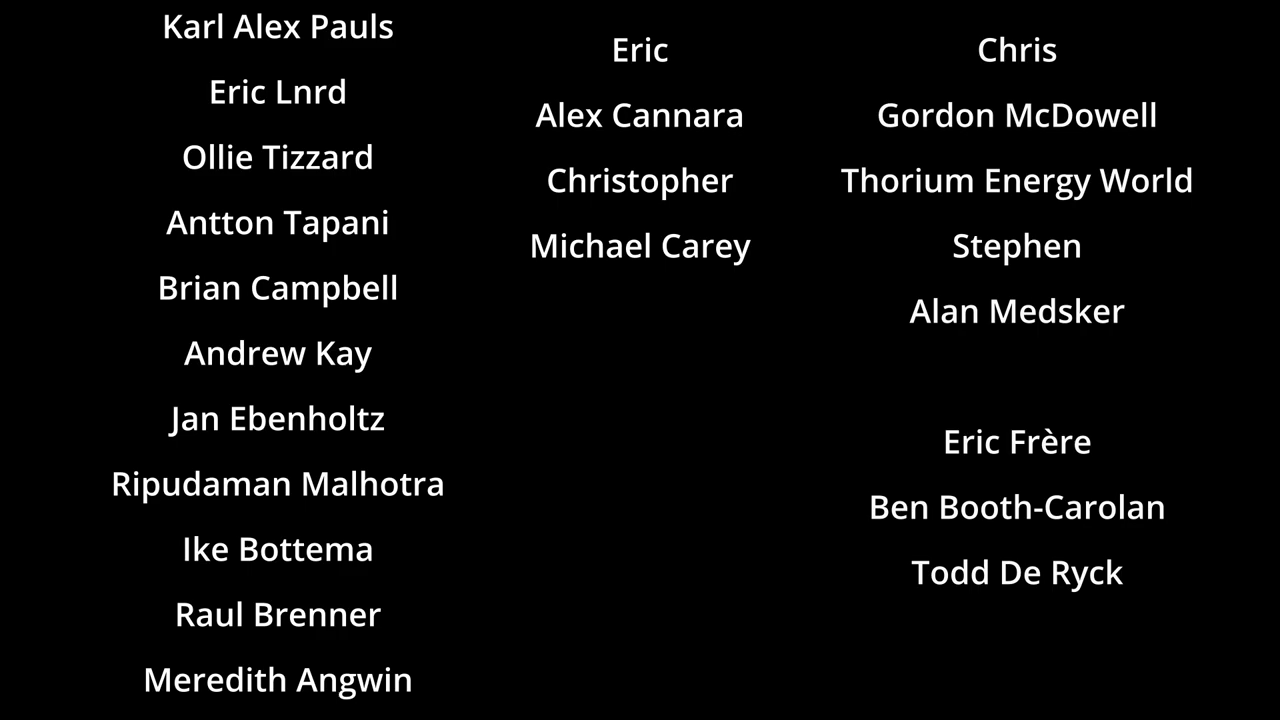 Karl Alex Pauls
Eric Lnrd
Ollie Tizzard
Antton Tapani
Brian Campbell
Andrew Kay
Jan Ebenholtz
Ripudaman Malhotra
Ike Bottema
Raul Brenner
Meredith Angwin
Eric
Alex Cannara
Christopher
Michael Carey
Chris
Gordon McDowell
Thorium Energy World
Stephen
Alan Medsker
Eric Frère
Ben Booth-Carolan
Todd De Ryck